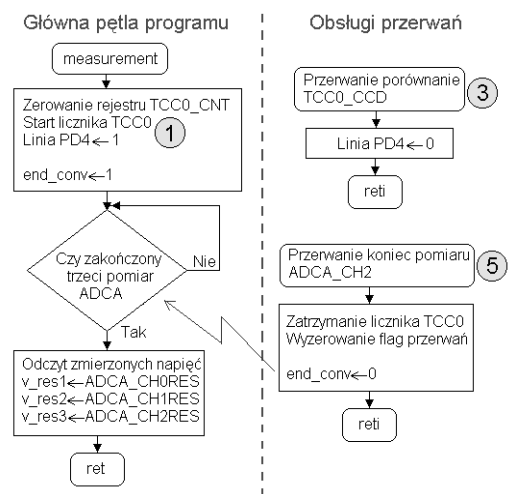 Główna pętla programu
measurement
Zerowanie rejestru TCC0_CNT
Start licznika TCC0
Linia PD4←1
1
end_conv←1
Czy zakończony
trzeci pomiar
ADCA
Nie
Tak
Odczyt zmierzonych napięć
v_res1←ADCA_CH0RES
v_res2←ADCA_CH1RES
v_res3←ADCA_CH2RES
ret
Obsługi przerwań
Przerwanie porównanie
TCC0_CCD
3
Linia PD4←0
reti
Przerwanie koniec pomiaru
ADCA_CH2
5
Zatrzymanie licznika TCC0
Wyzerowanie flag przerwań
end_conv←0
reti